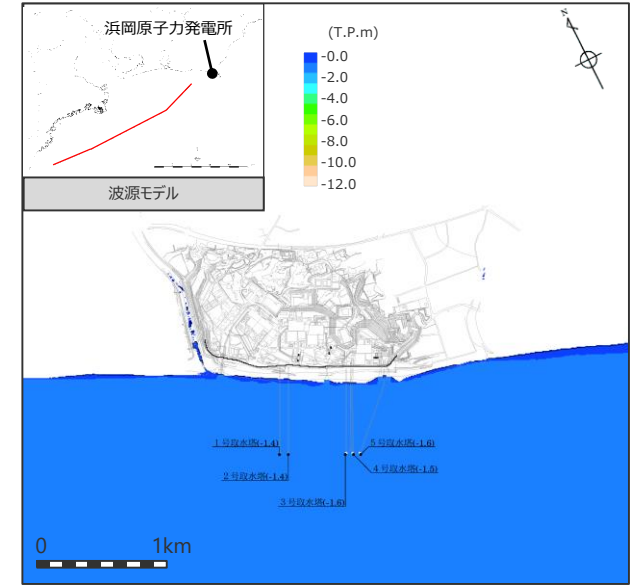 浜岡原子力発電所
波源モデル
(T.P.m)
-0.0
-2.0
-4.0
-6.0
-8.0
-10.0
-12.0
N
1号取水塔(-1.4)
2号取水塔(-1.4)
3号取水塔(-1.6)
5号取水塔(-1.6)
4号取水塔(-1.5)
0 1km